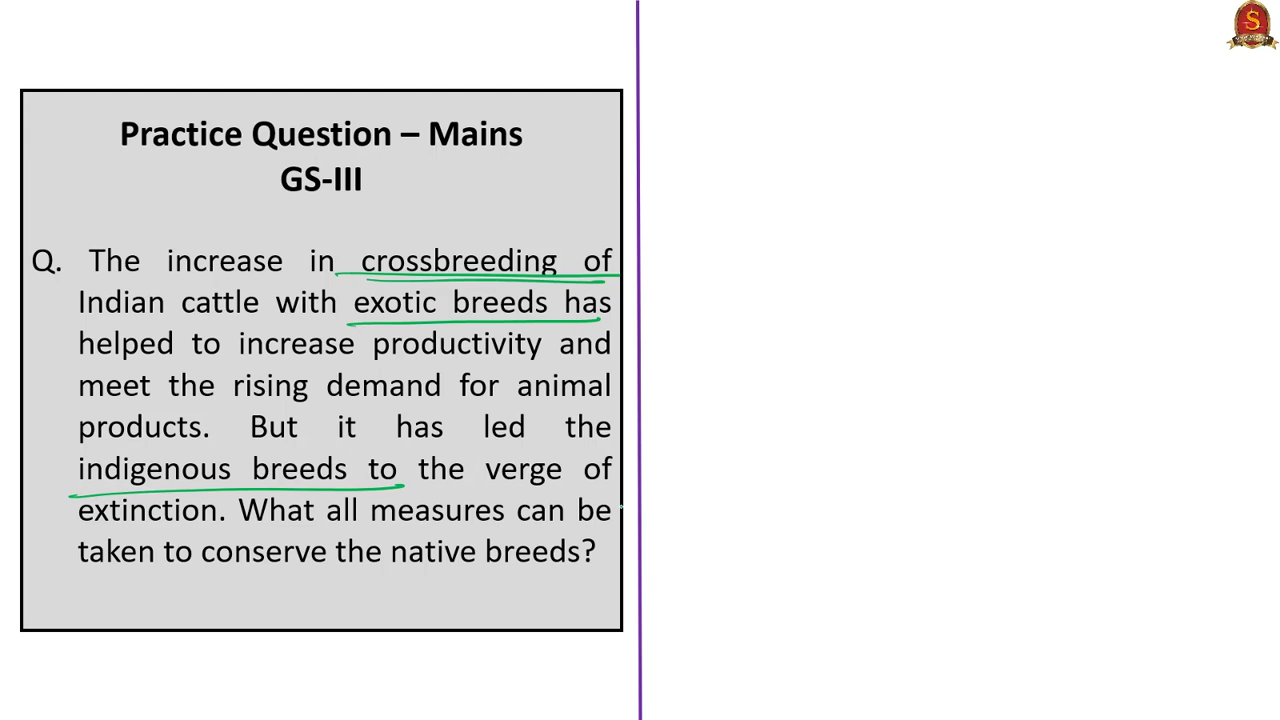 Practice Question – Mains
GS-III
Q. The increase in crossbreeding of
Indian cattle with exotic breeds has
helped to increase productivity and
meet the rising demand for animal
products. But it has led the
indigenous breeds to the verge of
extinction. What all measures can be
taken to conserve the native breeds?
S